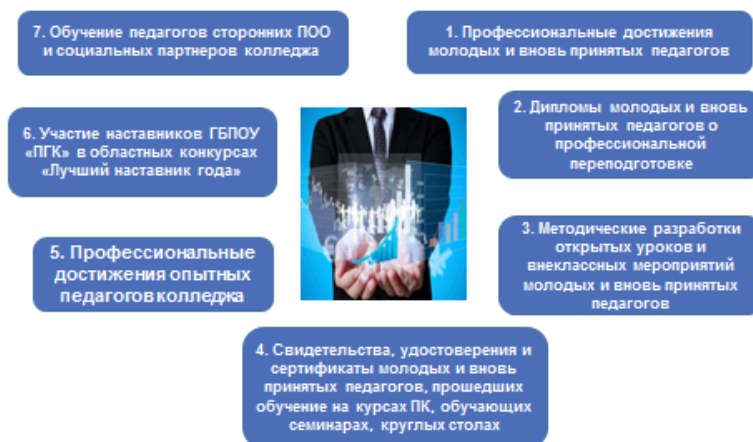 1. Профессиональные достижения
молодых и вновь принятых педагогов
2. Дипломы молодых и вновь
принятых педагогов о
профессиональной
переподготовке
3. Методические разработки
открытых уроков и
внеклассных мероприятий
молодых и вновь принятых
педагогов
4. Свидетельства, удостоверения и
сертификаты молодых и вновь
принятых педагогов, прошедших
обучение на курсах ПК, обучающих
семинарах, круглых столах
5. Профессиональные
достижения опытных
педагогов колледжа
6. Участие наставников ГБПОУ
«ПГК» в областных конкурсах
«Лучший наставник года»
7. Обучение педагогов сторонних ПОО
и социальных партнеров колледжа